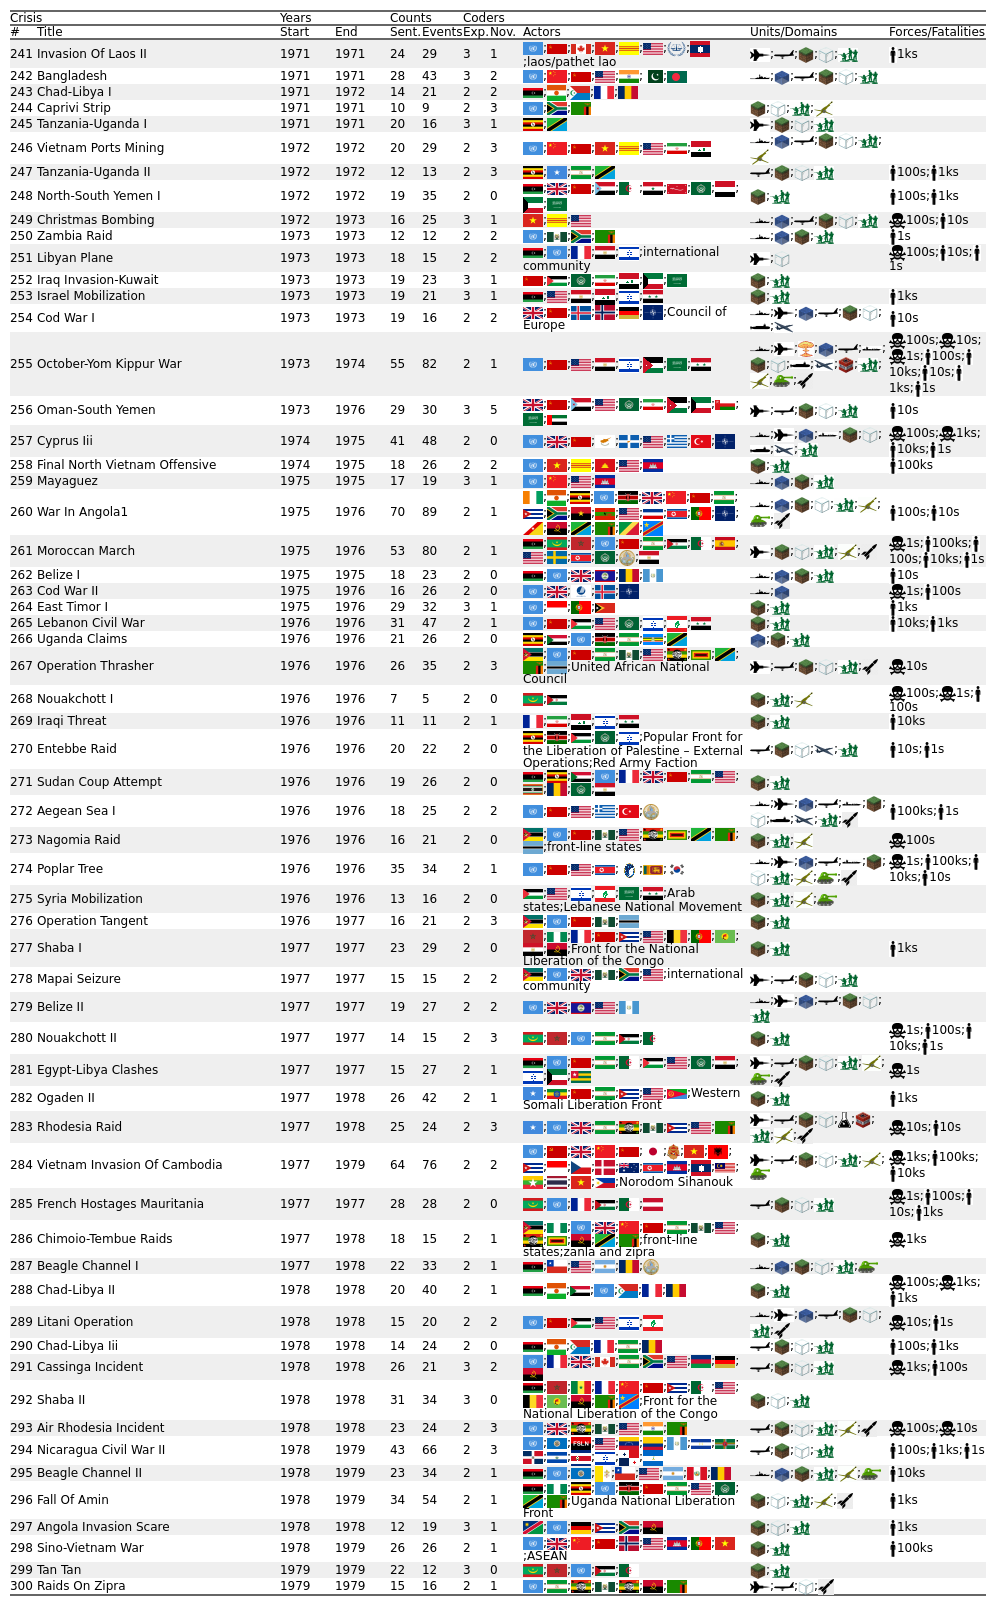 Crisis Years Counts Coders
# Title Start End Sent. Events Exp. Nov. Actors Units/Domains Forces/Fatalities
241 Invasion Of Laos II 1971 1971 24 29 3 1 ;laos/pathet lao 1ks
242 Bangladesh 1971 1971 28 43 3 2
243 Chad-Libya I 1971 1972 14 21 2 2
244 Caprivi Strip 1971 1971 10 9 2 3
245 Tanzania-Uganda I 1971 1971 20 16 3 1
246 Vietnam Ports Mining 1972 1972 20 29 2 3
247 Tanzania-Uganda II 1972 1972 12 13 2 3 100s;1ks
248 North-South Yemen I 1972 1972 19 35 2 0 100s;1ks
249 Christmas Bombing 1972 1973 16 25 3 1 100s;10s
250 Zambia Raid 1973 1973 12 12 2 2 1s
251 Libyan Plane 1973 1973 18 15 2 2 ;international community 100s;10s;1s
252 Iraq Invasion-Kuwait 1973 1973 19 23 3 1
253 Israel Mobilization 1973 1973 19 21 3 1 1ks
254 Cod War I 1973 1973 19 16 2 2 ;Council of Europe 10s
255 October-Yom Kippur War 1973 1974 55 82 2 1 100s;10s;1s;100s;10ks;10s;1ks;1s
256 Oman-South Yemen 1973 1976 29 30 3 5 10s
257 Cyprus Iii 1974 1975 41 48 2 0 100s;1ks;10ks;1s
258 Final North Vietnam Offensive 1974 1975 18 26 2 2 100ks
259 Mayaguez 1975 1975 17 19 3 1
260 War In Angola1 1975 1976 70 89 2 1 100s;10s
261 Moroccan March 1975 1976 53 80 2 1 1s;100ks;100s;10ks;1s
262 Belize I 1975 1975 18 23 2 0 10s
263 Cod War II 1975 1976 16 26 2 0 1s;100s
264 East Timor I 1975 1976 29 32 3 1 1ks
265 Lebanon Civil War 1976 1976 31 47 2 1 10ks;1ks
266 Uganda Claims 1976 1976 21 26 2 0
267 Operation Thrasher 1976 1976 26 35 2 3 ;United African National Council 10s
268 Nouakchott I 1976 1976 7 5 2 0 100s;1s;100s
269 Iraqi Threat 1976 1976 11 11 2 1 10ks
270 Entebbe Raid 1976 1976 20 22 2 0 ;Popular Front for the Liberation of Palestine – External Operations;Red Army Faction 10s;1s
271 Sudan Coup Attempt 1976 1976 19 26 2 0
272 Aegean Sea I 1976 1976 18 25 2 2 100ks;1s
273 Nagomia Raid 1976 1976 16 21 2 0 ;front-line states 100s
274 Poplar Tree 1976 1976 35 34 2 1 1s;100ks;10ks;10s
275 Syria Mobilization 1976 1976 13 16 2 0 ;Arab states;Lebanese National Movement
276 Operation Tangent 1976 1977 16 21 2 3
277 Shaba I 1977 1977 23 29 2 0 ;Front for the National Liberation of the Congo 1ks
278 Mapai Seizure 1977 1977 15 15 2 2 ;international community
279 Belize II 1977 1977 19 27 2 2
280 Nouakchott II 1977 1977 14 15 2 3 1s;100s;10ks;1s
281 Egypt-Libya Clashes 1977 1977 15 27 2 1 1s
282 Ogaden II 1977 1978 26 42 2 1 ;Western Somali Liberation Front 1ks
283 Rhodesia Raid 1977 1978 25 24 2 3 10s;10s
284 Vietnam Invasion Of Cambodia 1977 1979 64 76 2 2 ;Norodom Sihanouk 1ks;100ks;10ks
285 French Hostages Mauritania 1977 1977 28 28 2 0 1s;100s;10s;1ks
286 Chimoio-Tembue Raids 1977 1978 18 15 2 1 ;front-line states;zanla and zipra 1ks
287 Beagle Channel I 1977 1978 22 33 2 1
288 Chad-Libya II 1978 1978 20 40 2 1 100s;1ks;1ks
289 Litani Operation 1978 1978 15 20 2 2 10s;1s
290 Chad-Libya Iii 1978 1978 14 24 2 0 100s;1ks
291 Cassinga Incident 1978 1978 26 21 3 2 1ks;100s
292 Shaba II 1978 1978 31 34 3 0 ;Front for the National Liberation of the Congo
293 Air Rhodesia Incident 1978 1978 23 24 2 3 100s;10s
294 Nicaragua Civil War II 1978 1979 43 66 2 3 FSLN 100s;1ks;1s
295 Beagle Channel II 1978 1979 23 34 2 1 10ks
296 Fall Of Amin 1978 1979 34 54 2 1 ;Uganda National Liberation Front 1ks
297 Angola Invasion Scare 1978 1978 12 19 3 1 1ks
298 Sino-Vietnam War 1978 1979 26 26 2 1 ;ASEAN 100ks
299 Tan Tan 1979 1979 22 12 3 0
300 Raids On Zipra 1979 1979 15 16 2 1